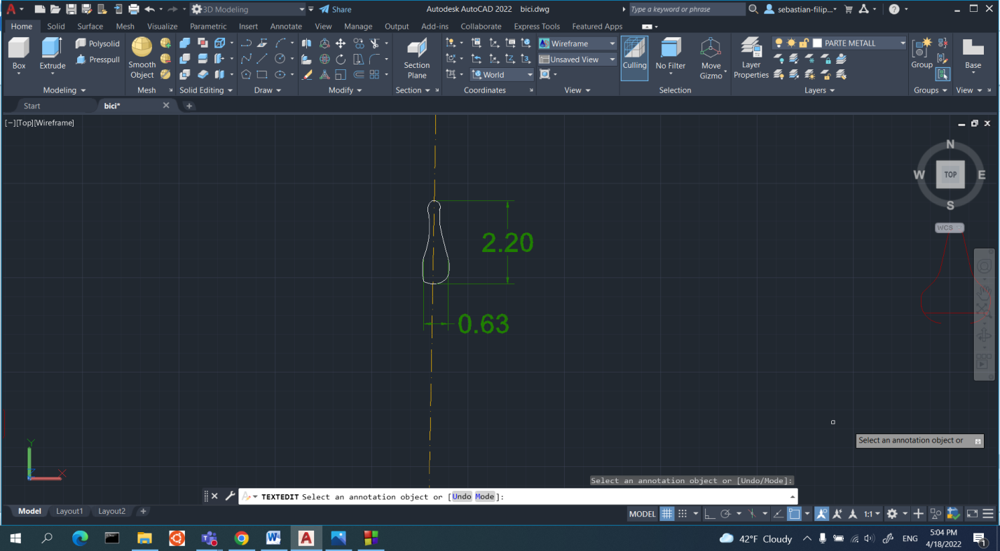 3D Modeling
Share
Autodesk AutoCAD 2022 bici.dwg
Type a keyword or phrase
sebastian-filip...
Home Solid Surface Mesh Visualize Parametric Insert Annotate View Manage Output Add-ins Collaborate Express Tools Featured Apps
Box
Extrude
Polysolid
Presspull
Modeling
Smooth
Object
Mesh
Solid Editing
Draw
Modify
Section
Plane
Section
World
Coordinates
Wireframe
Unsaved View
View
Culling
No Filter
Move
Gizmo
Selection
Layer
Properties
PARTE METALL
Layers
Group
Groups
Base
View
Start
bici*
[−][Top][Wireframe]
N
W
TOP
E
S
WCS
2.20
0.63
Y
X
Select an annotation object or
Select an annotation object or [Undo/Mode]:
TEXTEDIT Select an annotation object or [Undo Mode]:
Model Layout1 Layout2
MODEL
1:1
42°F Cloudy
ENG
5:04 PM
4/18/2022
1